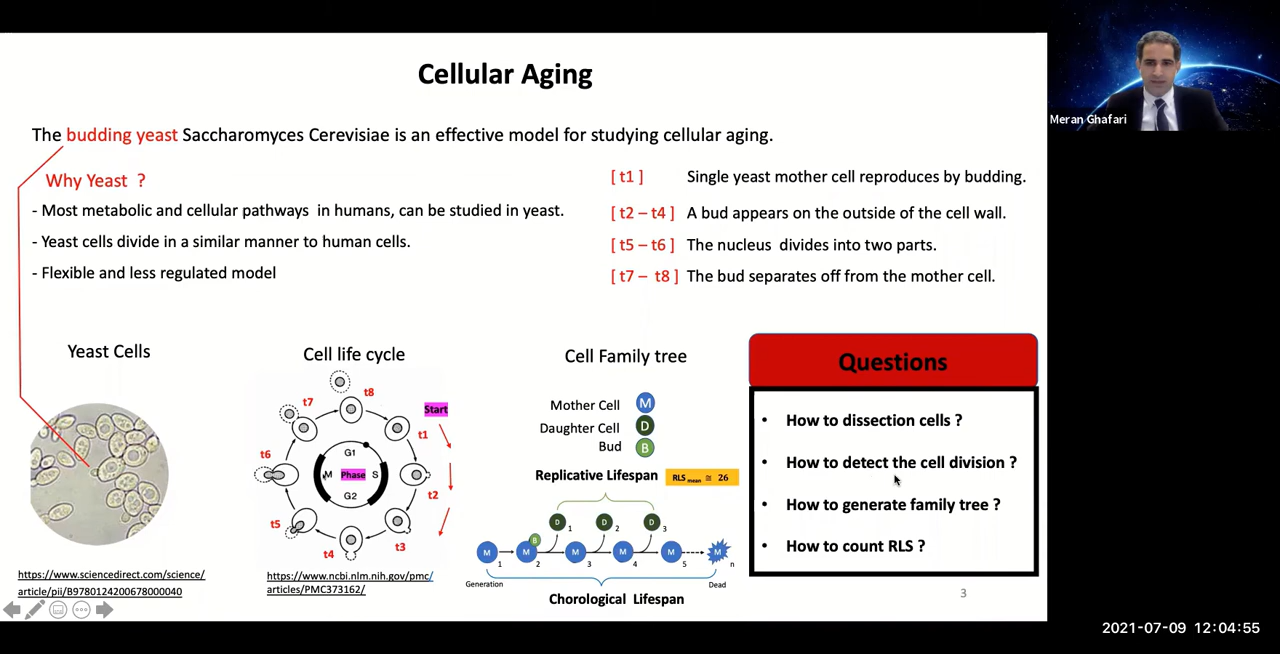 Cellular Aging
The budding yeast Saccharomyces Cerevisiae is an effective model for studying cellular aging.
Why Yeast ?
- Most metabolic and cellular pathways in humans, can be studied in yeast.
- Yeast cells divide in a similar manner to human cells.
- Flexible and less regulated model
[ t1 ] Single yeast mother cell reproduces by budding.
[ t2 – t4 ] A bud appears on the outside of the cell wall.
[ t5 – t6 ] The nucleus divides into two parts.
[ t7 – t8 ] The bud separates off from the mother cell.
Yeast Cells
https://www.sciencedirect.com/science/
article/pii/B9780124200678000040
Cell life cycle
t8
t7
Start
t1
t6
G1
M Phase S
G2
t2
t5
t3
t4
https://www.ncbi.nlm.nih.gov/pmc/
articles/PMC373162/
Cell Family tree
Mother Cell M
Daughter Cell D
Bud B
Replicative Lifespan RLS mean ≅ 26
D 1 D 2 D 3
B
M 1 M 2 M 3 M 4 M 5 M n
Generation Dead
Chorological Lifespan
Questions
• How to dissection cells ?
• How to detect the cell division ?
• How to generate family tree ?
• How to count RLS ?
3
Meran Ghafari
2021-07-09 12:04:55